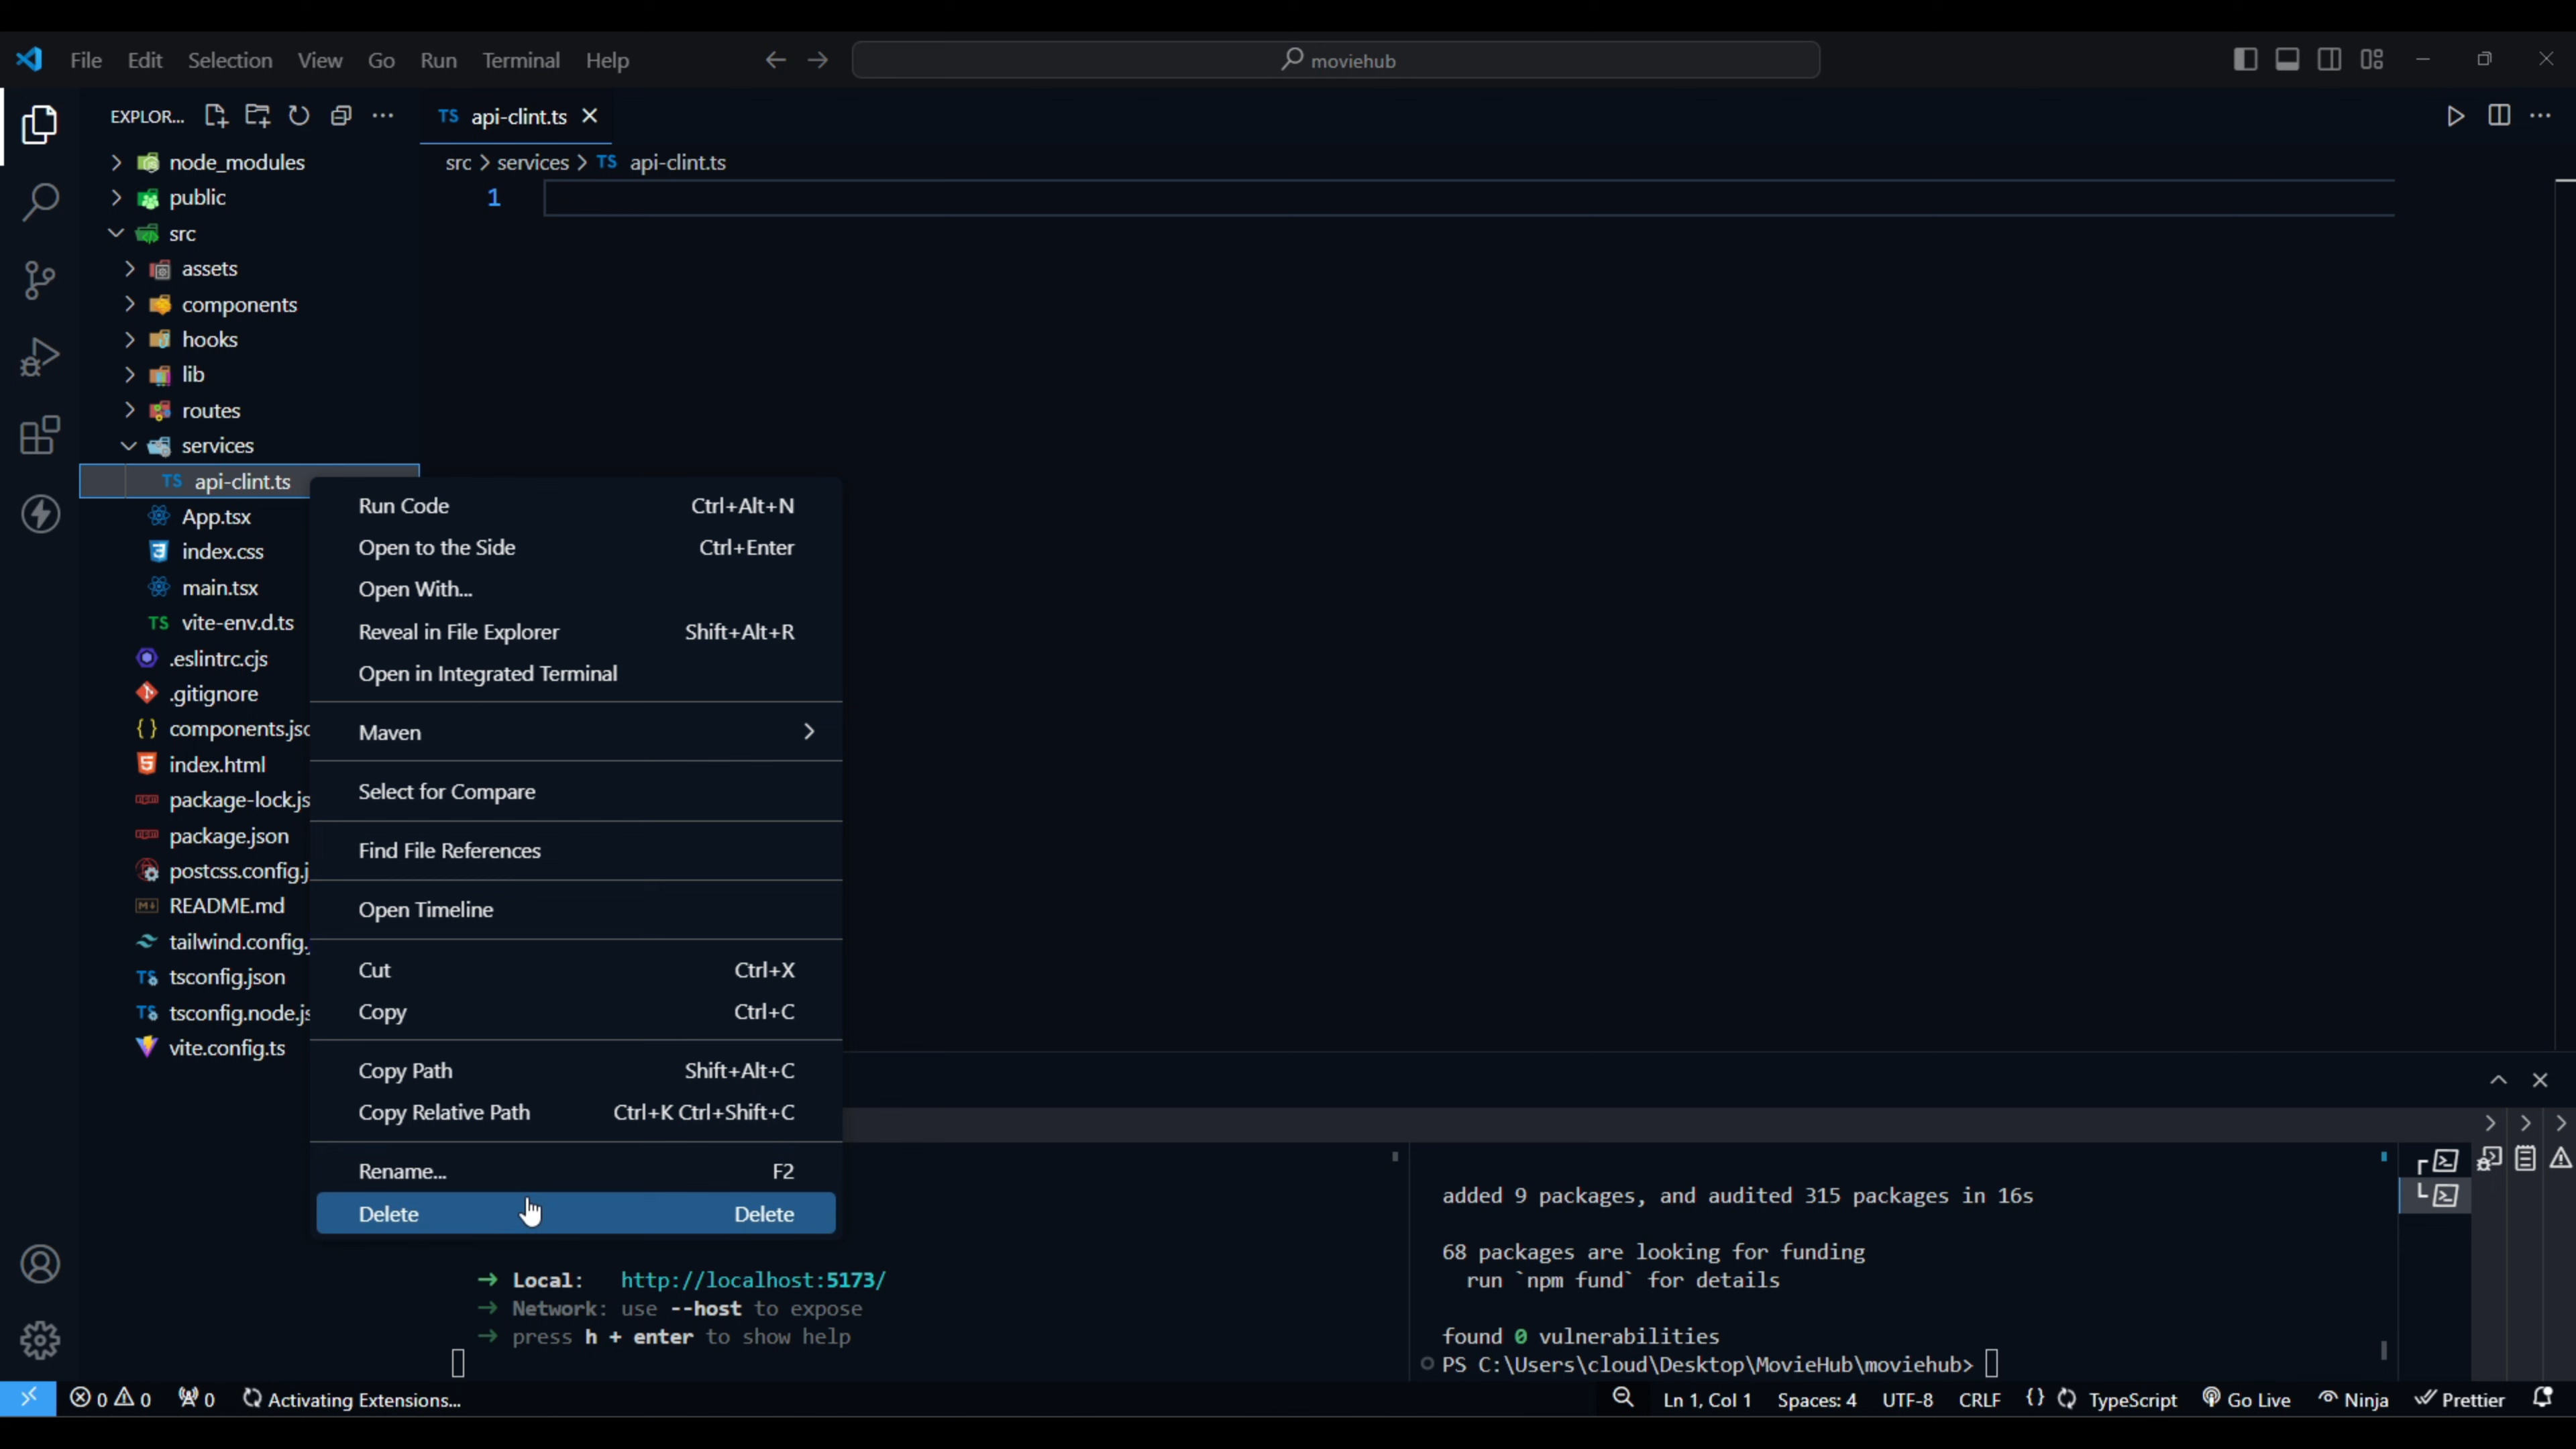 File Edit Selection View Go Run Terminal Help
moviehub
EXPLOR...
TS api-clint.ts
src > services > TS api-clint.ts
1
node_modules
public
src
assets
components
hooks
lib
routes
services
TS api-clint.ts
App.tsx
index.css
main.tsx
TS vite-env.d.ts
.eslintrc.cjs
.gitignore
components.jsc
index.html
package-lock.js
package.json
postcss.config.j
README.md
tailwind.config.
tsconfig.json
tsconfig.node.js
vite.config.ts
Run Code Ctrl+Alt+N
Open to the Side Ctrl+Enter
Open With...
Reveal in File Explorer Shift+Alt+R
Open in Integrated Terminal
Maven
Select for Compare
Find File References
Open Timeline
Cut Ctrl+X
Copy Ctrl+C
Copy Path Shift+Alt+C
Copy Relative Path Ctrl+K Ctrl+Shift+C
Rename... F2
Delete Delete
➜ Local: http://localhost:5173/
➜ Network: use --host to expose
➜ press h + enter to show help
added 9 packages, and audited 315 packages in 16s
68 packages are looking for funding
run `npm fund` for details
found 0 vulnerabilities
PS C:\Users\cloud\Desktop\MovieHub\moviehub>
0 0 0 Activating Extensions... Ln 1, Col 1 Spaces: 4 UTF-8 CRLF {} TypeScript Go Live Ninja Prettier